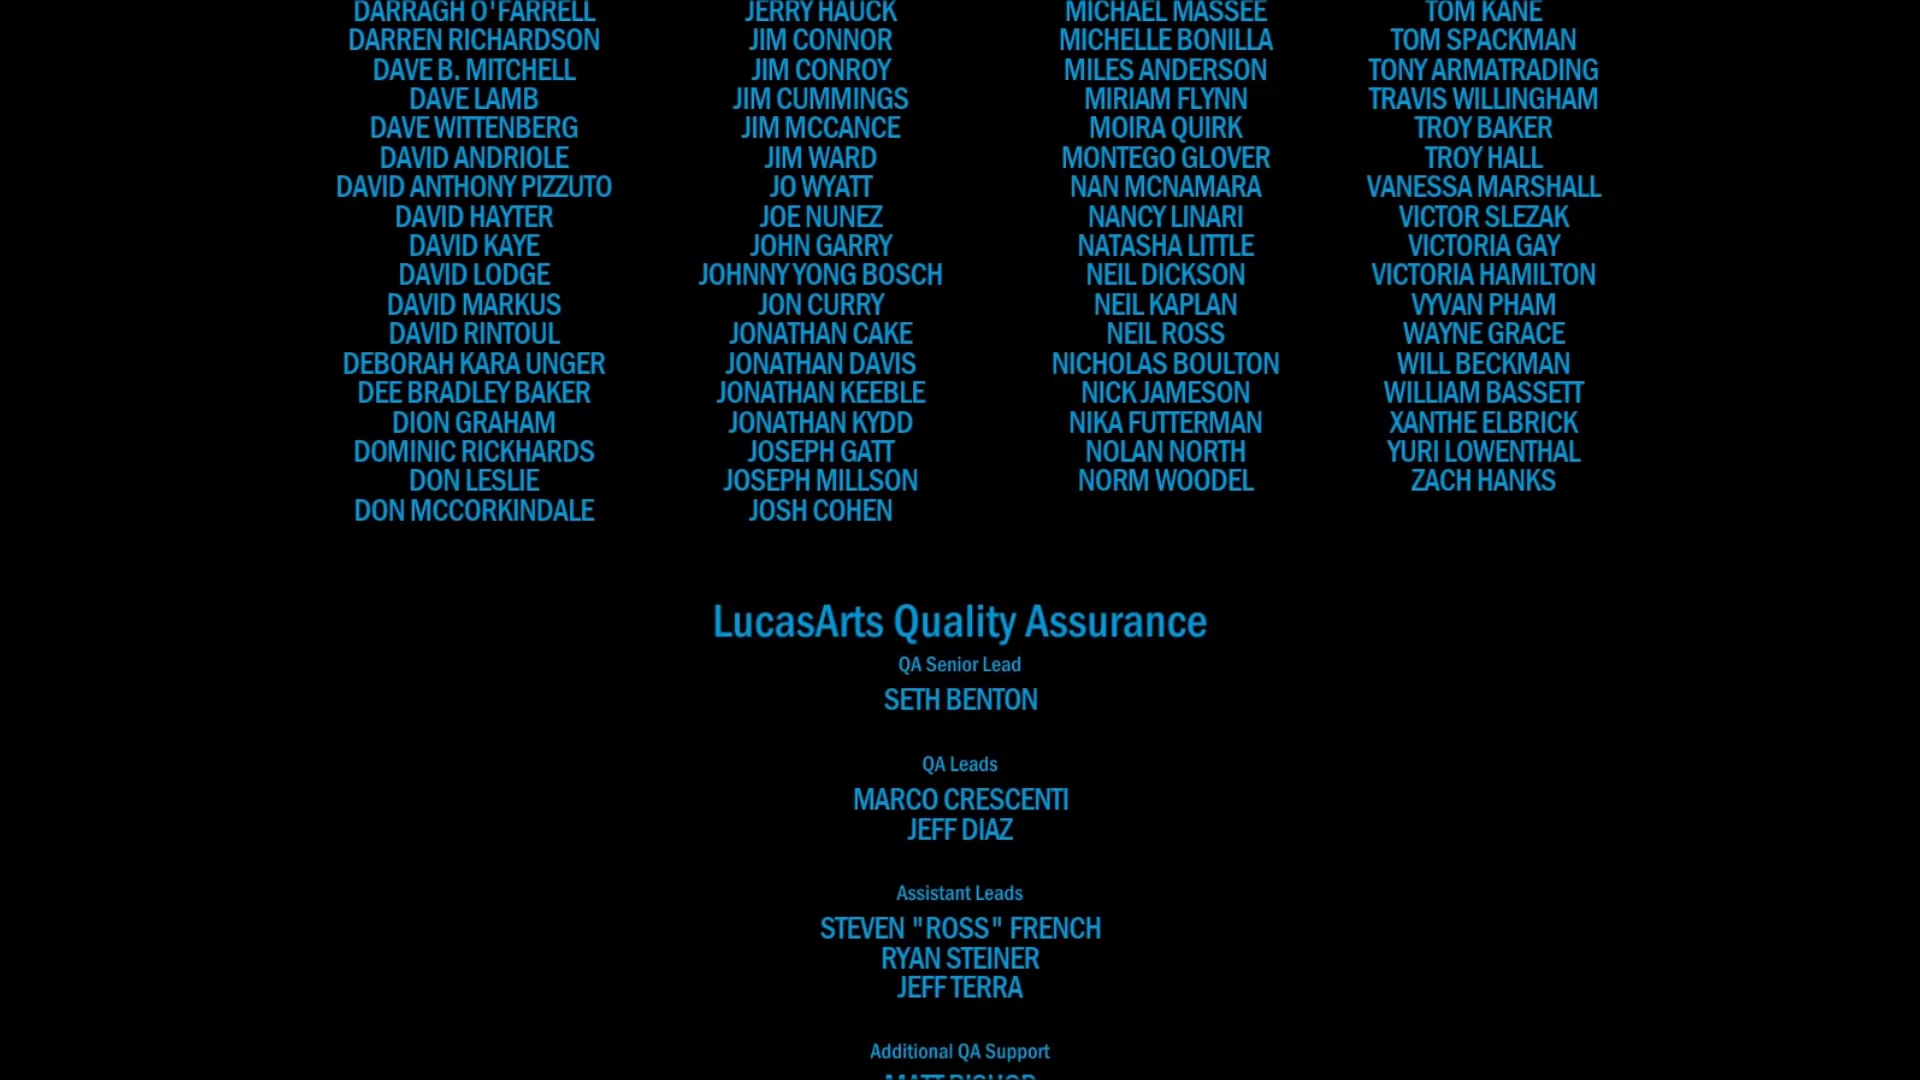 DARRAGH O'FARRELL
DARREN RICHARDSON
DAVE B. MITCHELL
DAVE LAMB
DAVE WITTENBERG
DAVID ANDRIOLE
DAVID ANTHONY PIZZUTO
DAVID HAYTER
DAVID KAYE
DAVID LODGE
DAVID MARKUS
DAVID RINTOUL
DEBORAH KARA UNGER
DEE BRADLEY BAKER
DION GRAHAM
DOMINIC RICKHARDS
DON LESLIE
DON MCCORKINDALE
JERRY HAUCK
JIM CONNOR
JIM CONROY
JIM CUMMINGS
JIM MCCANCE
JIM WARD
JO WYATT
JOE NUNEZ
JOHN GARRY
JOHNNY YONG BOSCH
JON CURRY
JONATHAN CAKE
JONATHAN DAVIS
JONATHAN KEEBLE
JONATHAN KYDD
JOSEPH GATT
JOSEPH MILLSON
JOSH COHEN
MICHAEL MASSEE
MICHELLE BONILLA
MILES ANDERSON
MIRIAM FLYNN
MOIRA QUIRK
MONTEGO GLOVER
NAN MCNAMARA
NANCY LINARI
NATASHA LITTLE
NEIL DICKSON
NEIL KAPLAN
NEIL ROSS
NICHOLAS BOULTON
NICK JAMESON
NIKA FUTTERMAN
NOLAN NORTH
NORM WOODEL
TOM KANE
TOM SPACKMAN
TONY ARMATRADING
TRAVIS WILLINGHAM
TROY BAKER
TROY HALL
VANESSA MARSHALL
VICTOR SLEZAK
VICTORIA GAY
VICTORIA HAMILTON
VYVAN PHAM
WAYNE GRACE
WILL BECKMAN
WILLIAM BASSETT
XANTHE ELBRICK
YURI LOWENTHAL
ZACH HANKS
LucasArts Quality Assurance
QA Senior Lead
SETH BENTON
QA Leads
MARCO CRESCENTI
JEFF DIAZ
Assistant Leads
STEVEN "ROSS" FRENCH
RYAN STEINER
JEFF TERRA
Additional QA Support
MATT BISHOP